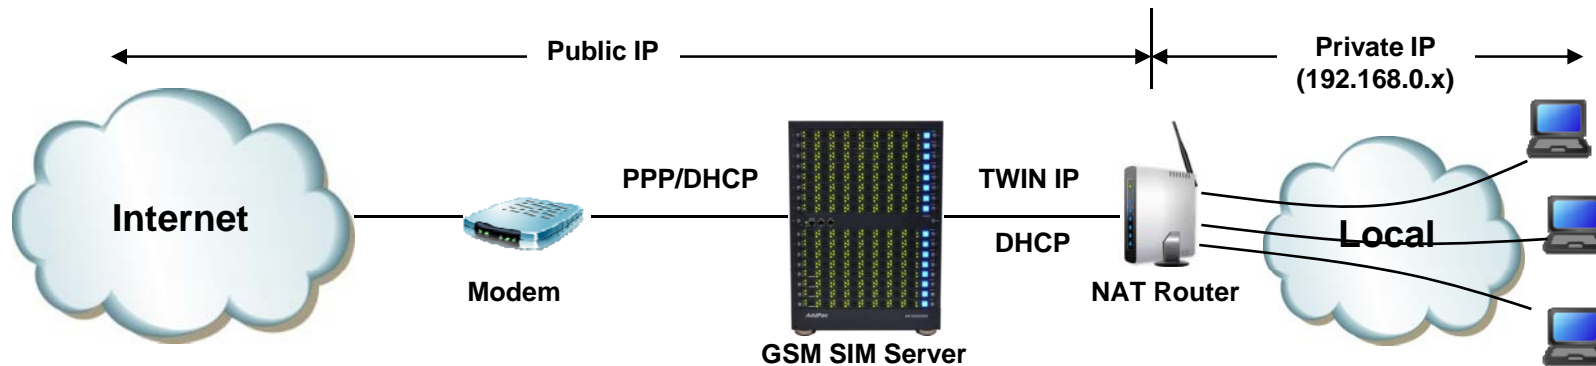 Public IP
Private IP
(192.168.0.x)
Internet
PPP/DHCP
TWIN IP
DHCP
Local
Modem
NAT Router
AddPac
GSM SIM Server